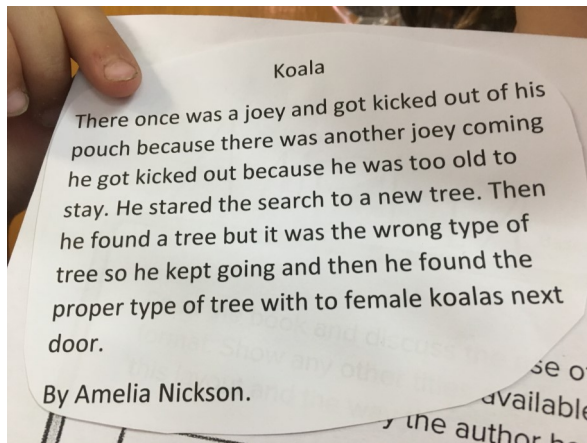 Koala
There once was a joey and got kicked out of his
pouch because there was another joey coming
he got kicked out because he was too old to
stay. He stared the search to a new tree. Then
he found a tree but it was the wrong type of
tree so he kept going and then he found the
proper type of tree with to female koalas next
door.
By Amelia Nickson.
se o
available
y the author